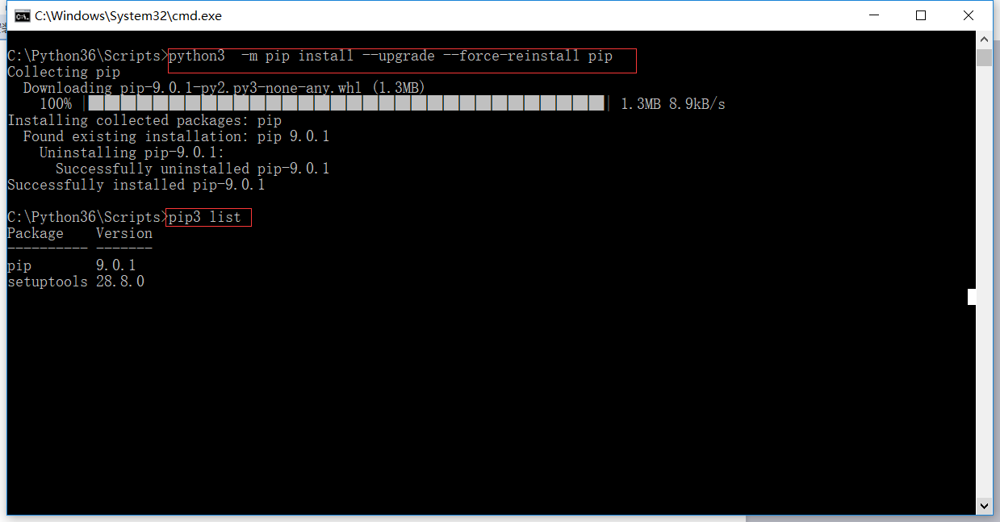 C:\Windows\System32\cmd.exe
C:\Python36\Scripts>python3  -m pip install --upgrade --force-reinstall pip
Collecting pip
  Downloading pip-9.0.1-py2.py3-none-any.whl (1.3MB)
    100% |████████████████████████████████| 1.3MB 8.9kB/s
Installing collected packages: pip
  Found existing installation: pip 9.0.1
    Uninstalling pip-9.0.1:
      Successfully uninstalled pip-9.0.1
Successfully installed pip-9.0.1
C:\Python36\Scripts>pip3 list
Package    Version
---------- -------
pip        9.0.1
setuptools 28.8.0